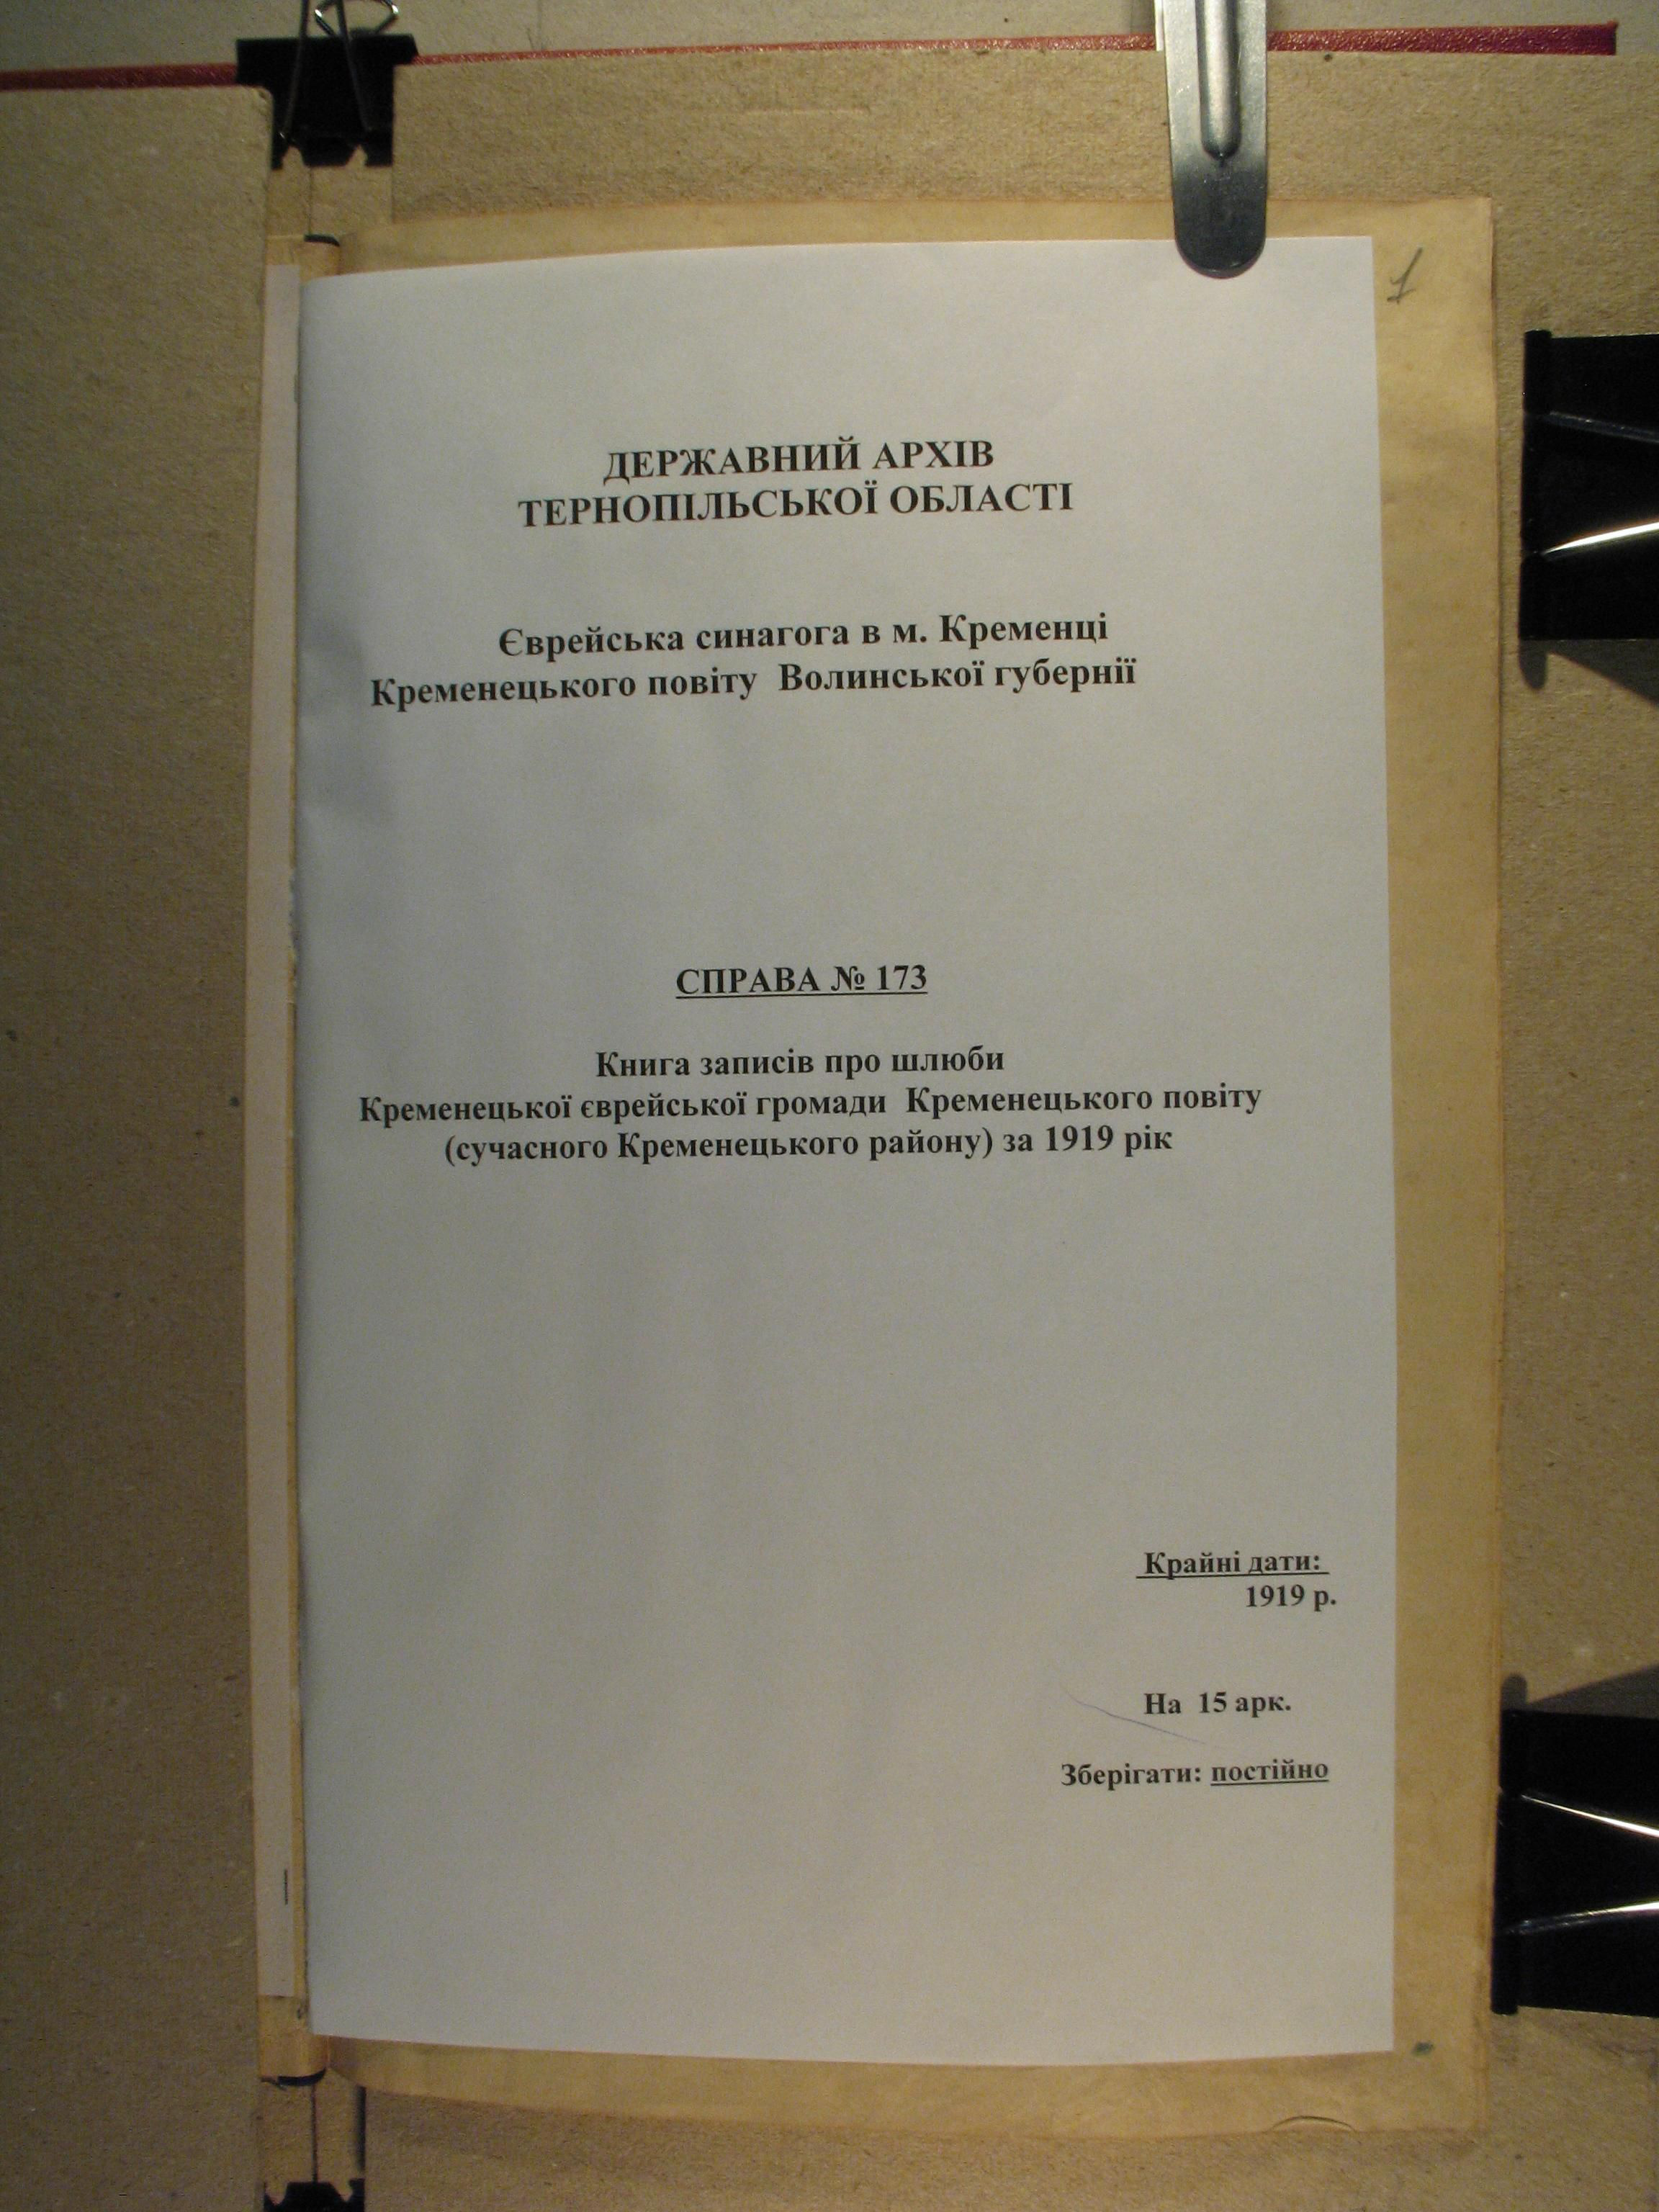 1
ДЕРЖАВНИЙ АРХІВ
ТЕРНОПІЛЬСЬКОЇ ОБЛАСТІ
Єврейська синагога в м. Кременці
Кременецького повіту Волинської губернії
СПРАВА № 173
Книга записів про шлюби
Кременецької єврейської громади Кременецького повіту
(сучасного Кременецького району) за 1919 рік
Крайні дати:
1919 р.
На 15 арк.
Зберігати: постійно